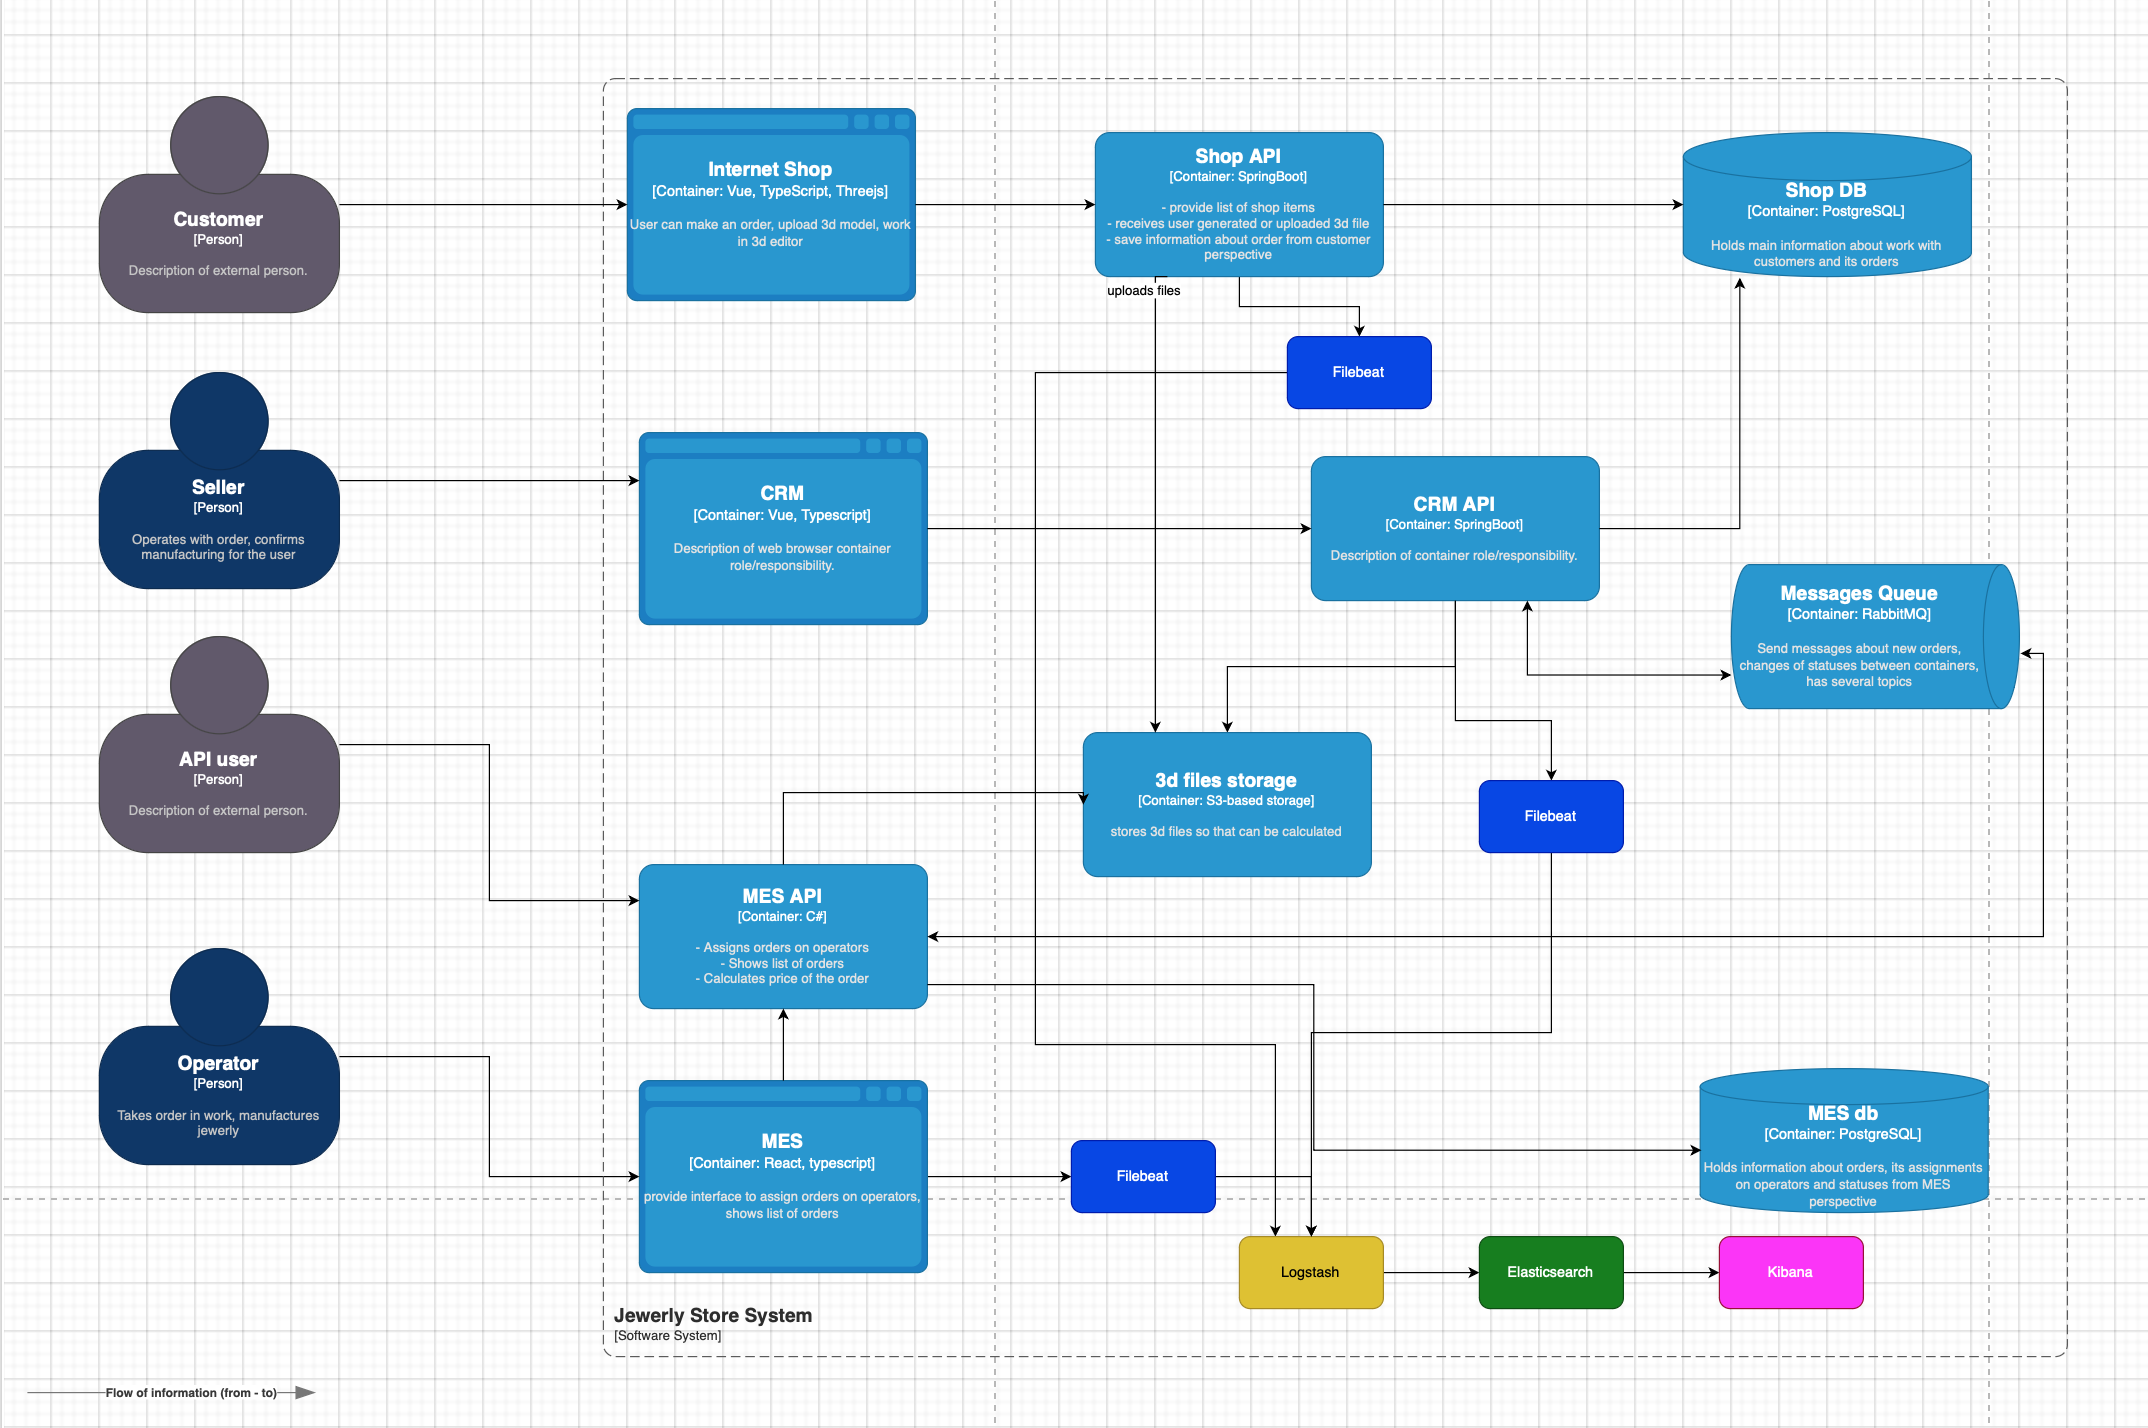 Customer
[Person]
Description of external person.
Internet Shop
[Container: Vue, TypeScript, Threejs]
User can make an order, upload 3d model, work
in 3d editor
Shop API
[Container: SpringBoot]
- provide list of shop items
- receives user generated or uploaded 3d file
- save information about order from customer
perspective
Shop DB
[Container: PostgreSQL]
Holds main information about work with
customers and its orders
uploads files
Filebeat
Seller
[Person]
Operates with order, confirms
manufacturing for the user
CRM
[Container: Vue, Typescript]
Description of web browser container
role/responsibility.
CRM API
[Container: SpringBoot]
Description of container role/responsibility.
Messages Queue
[Container: RabbitMQ]
Send messages about new orders,
changes of statuses between containers,
has several topics
API user
[Person]
Description of external person.
3d files storage
[Container: S3-based storage]
stores 3d files so that can be calculated
Filebeat
MES API
[Container: C#]
- Assigns orders on operators
- Shows list of orders
- Calculates price of the order
Operator
[Person]
Takes order in work, manufactures
jewerly
MES
[Container: React, typescript]
provide interface to assign orders on operators,
shows list of orders
Filebeat
MES db
[Container: PostgreSQL]
Holds information about orders, its assignments
on operators and statuses from MES
perspective
Logstash
Elasticsearch
Kibana
Jewerly Store System
[Software System]
Flow of information (from - to)